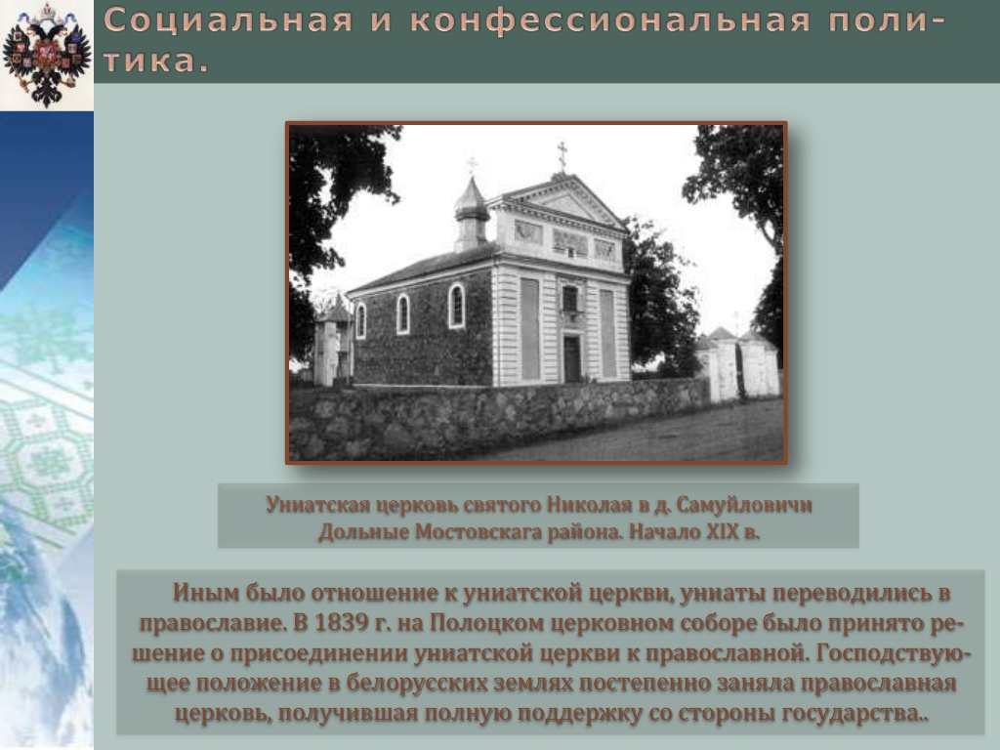 Социальная и конфессиональная поли-
тика.
Униатская церковь святого Николая в д. Самуйловичи
Дольные Мостовскага района. Начало XIX в.
Иным было отношение к униатской церкви, униаты переводились в
православие. В 1839 г. на Полоцком церковном соборе было принято ре-
шение о присоединении униатской церкви к православной. Господствую-
щее положение в белорусских землях постепенно заняла православная
церковь, получившая полную поддержку со стороны государства..